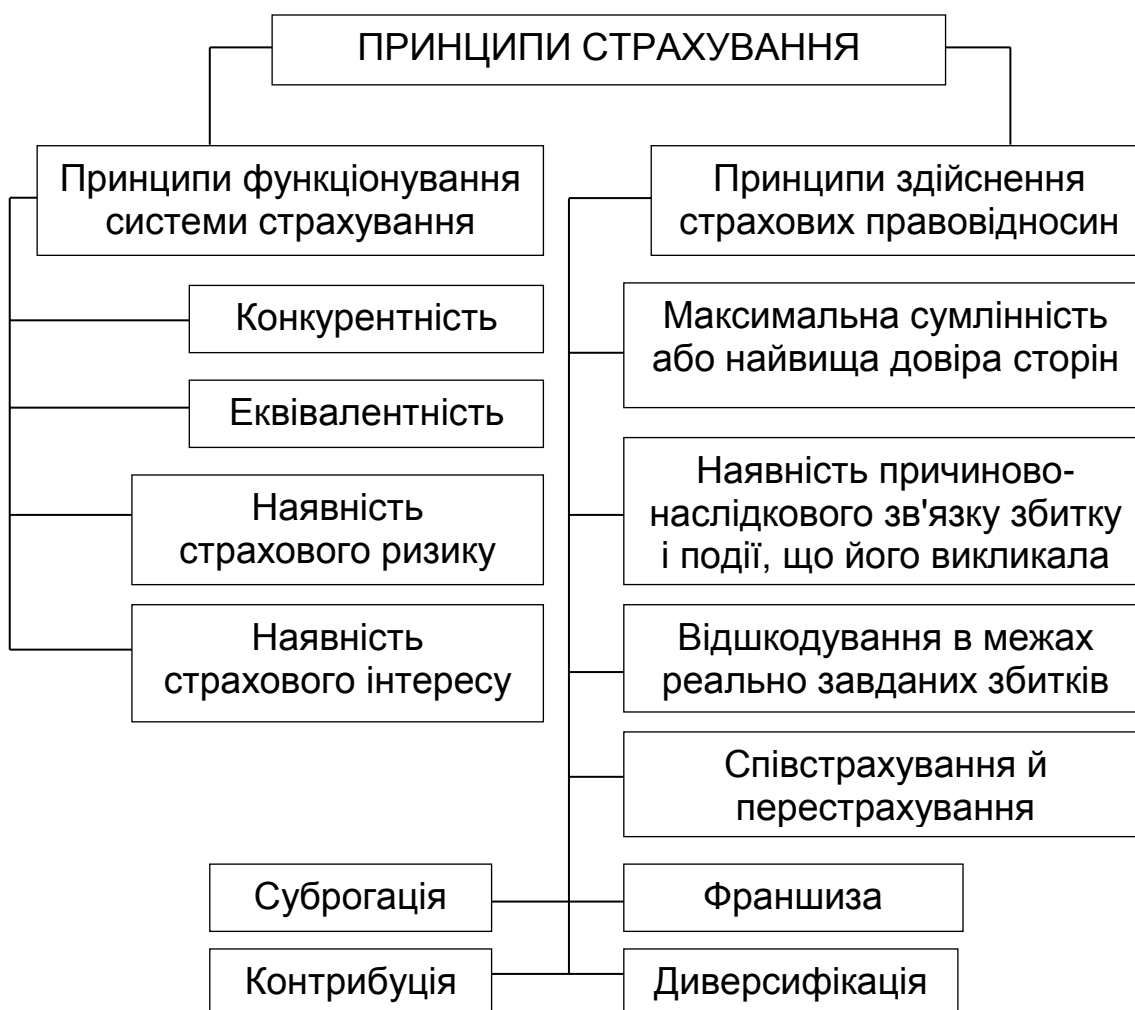 ПРИНЦИПИ СТРАХУВАННЯ
Принципи функціонування
системи страхування
Конкурентність
Еквівалентність
Наявність
страхового ризику
Наявність
страхового інтересу
Принципи здійснення
страхових правовідносин
Максимальна сумлінність
або найвища довіра сторін
Наявність причиново-
наслідкового зв'язку збитку
і події, що його викликала
Відшкодування в межах
реально завданих збитків
Співстрахування й
перестрахування
Суброгація
Франшиза
Контрибуція
Диверсифікація